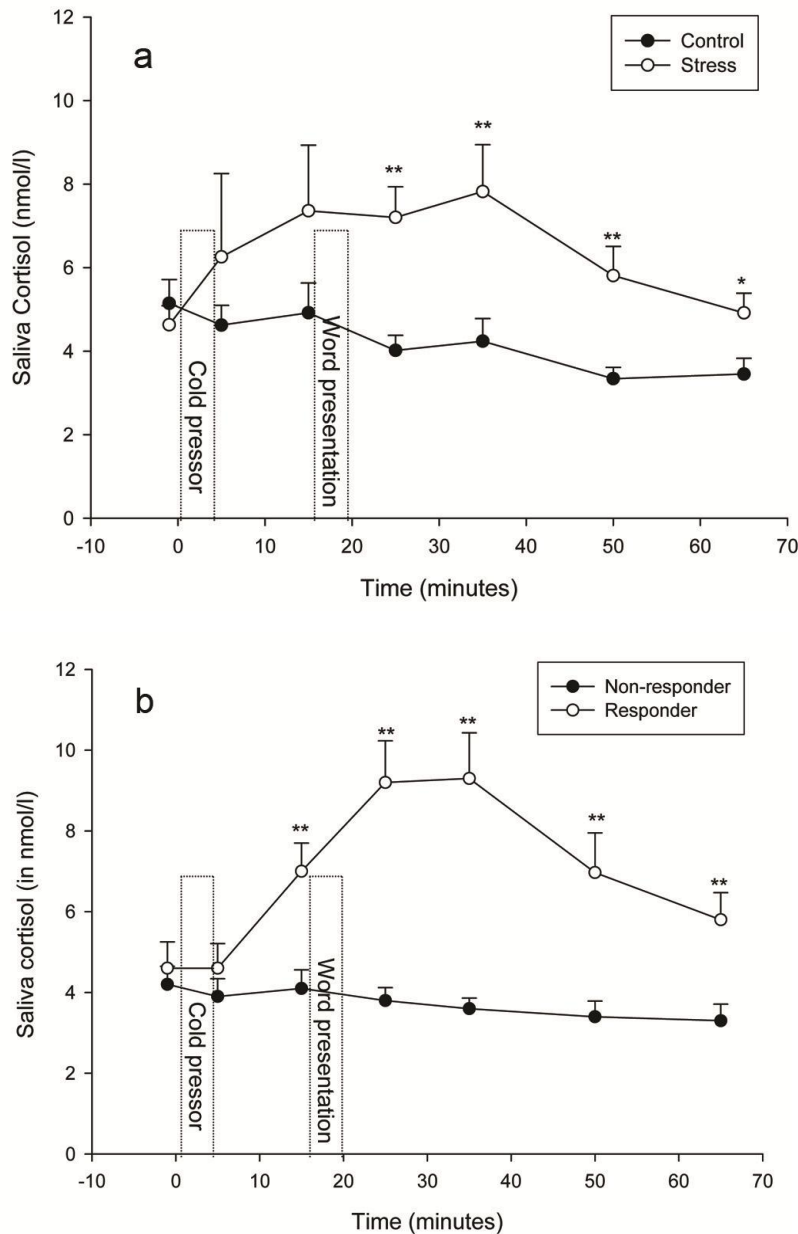 a
Control
Stress
12
10
8
6
4
2
0
** ** ** *
Saliva Cortisol (nmol/l)
Cold pressor
Word presentation
-10 0 10 20 30 40 50 60 70
Time (minutes)
b
Non-responder
Responder
12
10
8
6
4
2
0
** ** ** ** **
Saliva cortisol (in nmol/l)
Cold pressor
Word presentation
-10 0 10 20 30 40 50 60 70
Time (minutes)